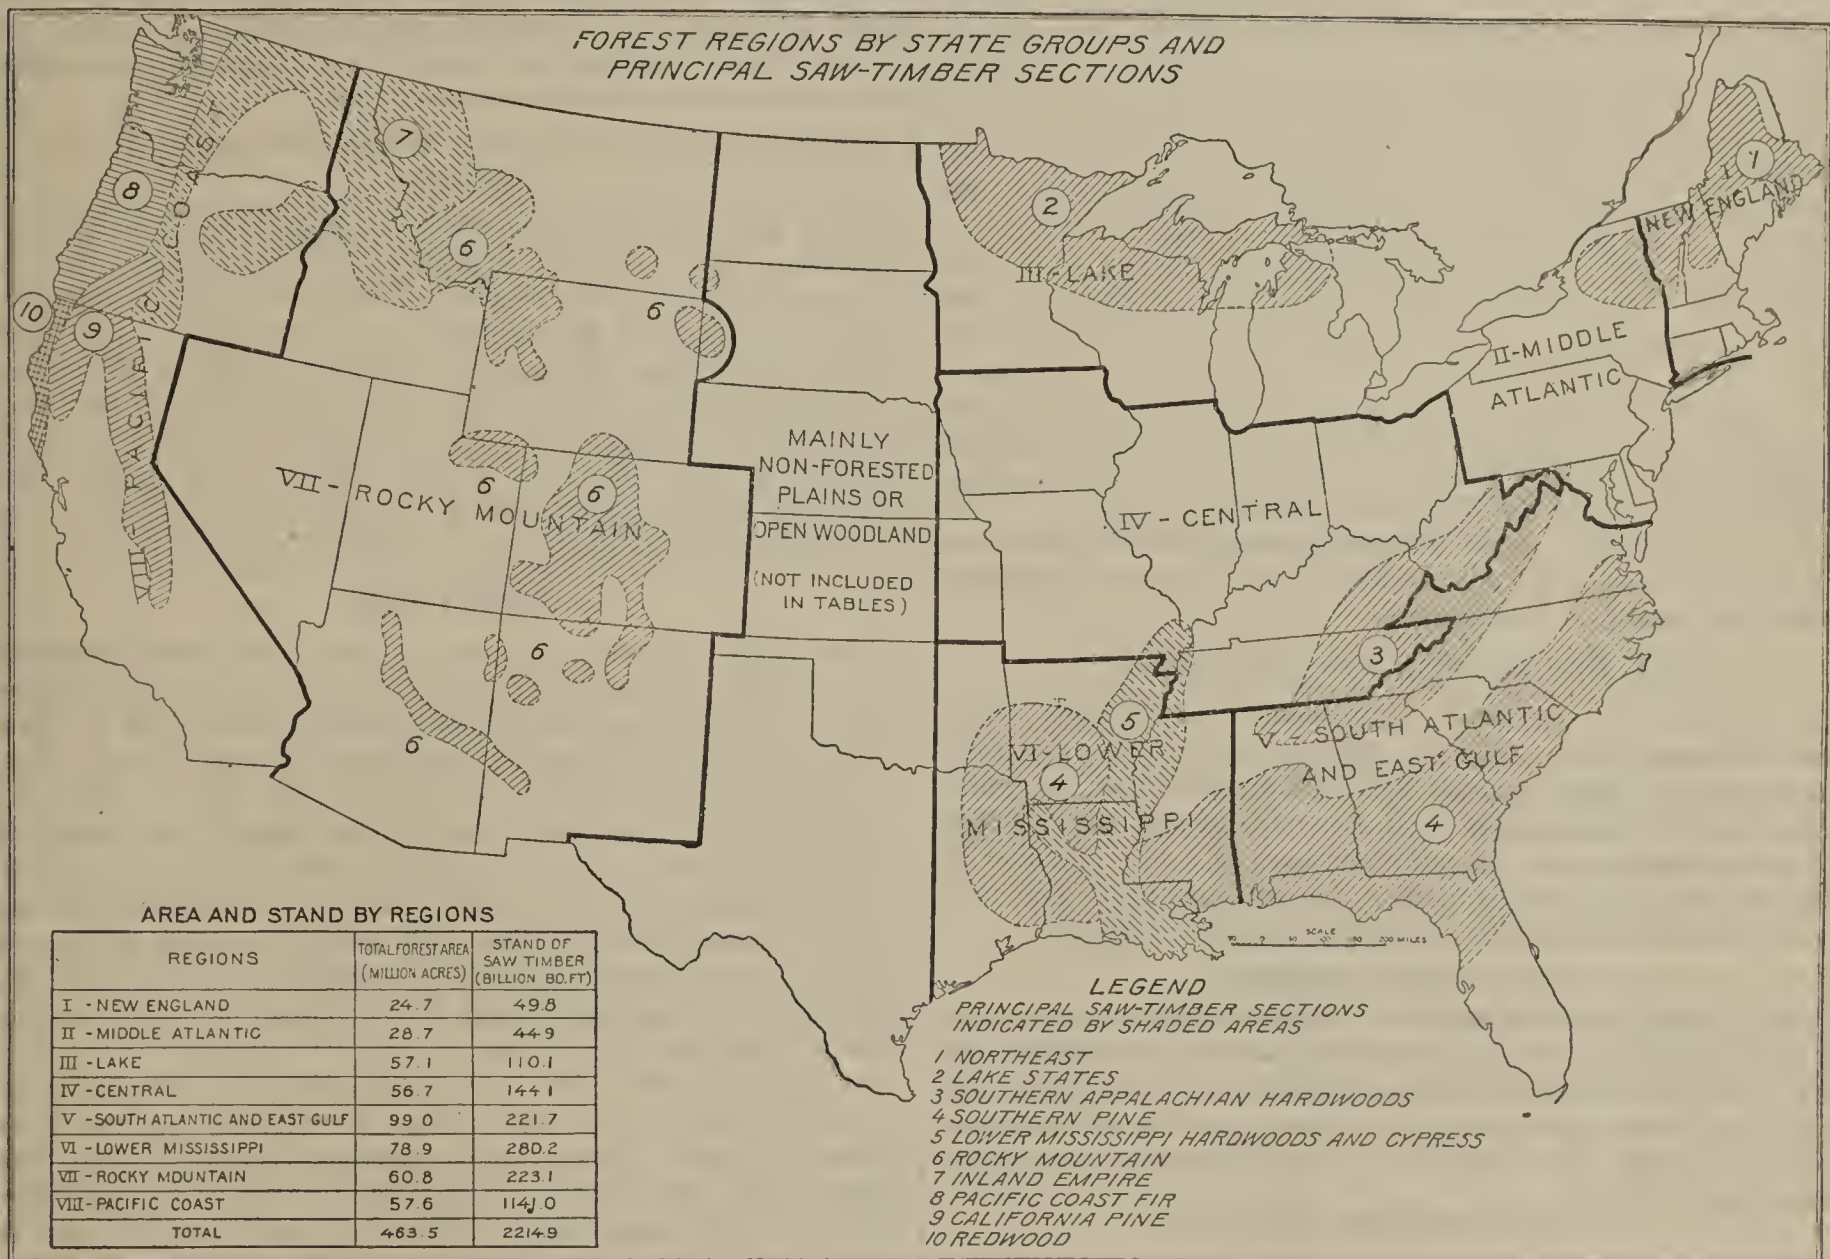 FOREST REGIONS BY STATE GROUPS AND
PRINCIPAL SAW-TIMBER SECTIONS
7
1
8
2
I
NEW ENGLAND
6
III-LAKE
10
9
6
II-MIDDLE
ATLANTIC
VIII-PACIFIC COAST
MAINLY
NON-FORESTED
PLAINS OR
OPEN WOODLAND
(NOT INCLUDED
IN TABLES)
VII-ROCKY MOUNTAIN
6
6
IV-CENTRAL
6
3
6
5
VI-LOWER
MISSISSIPPI
4
V-SOUTH ATLANTIC
AND EAST GULF
4
SCALE
50 0 50 100 150 200 MILES
AREA AND STAND BY REGIONS
REGIONS TOTAL FOREST AREA (MILLION ACRES) STAND OF SAW TIMBER (BILLION BD.FT)
I -NEW ENGLAND 24.7 49.8
II -MIDDLE ATLANTIC 28.7 44.9
III -LAKE 57.1 110.1
IV -CENTRAL 56.7 144.1
V -SOUTH ATLANTIC AND EAST GULF 99.0 221.7
VI -LOWER MISSISSIPPI 78.9 280.2
VII -ROCKY MOUNTAIN 60.8 223.1
VIII-PACIFIC COAST 57.6 1141.0
TOTAL 463.5 2214.9
LEGEND
PRINCIPAL SAW-TIMBER SECTIONS
INDICATED BY SHADED AREAS
1 NORTHEAST
2 LAKE STATES
3 SOUTHERN APPALACHIAN HARDWOODS
4 SOUTHERN PINE
5 LOWER MISSISSIPPI HARDWOODS AND CYPRESS
6 ROCKY MOUNTAIN
7 INLAND EMPIRE
8 PACIFIC COAST FIR
9 CALIFORNIA PINE
10 REDWOOD